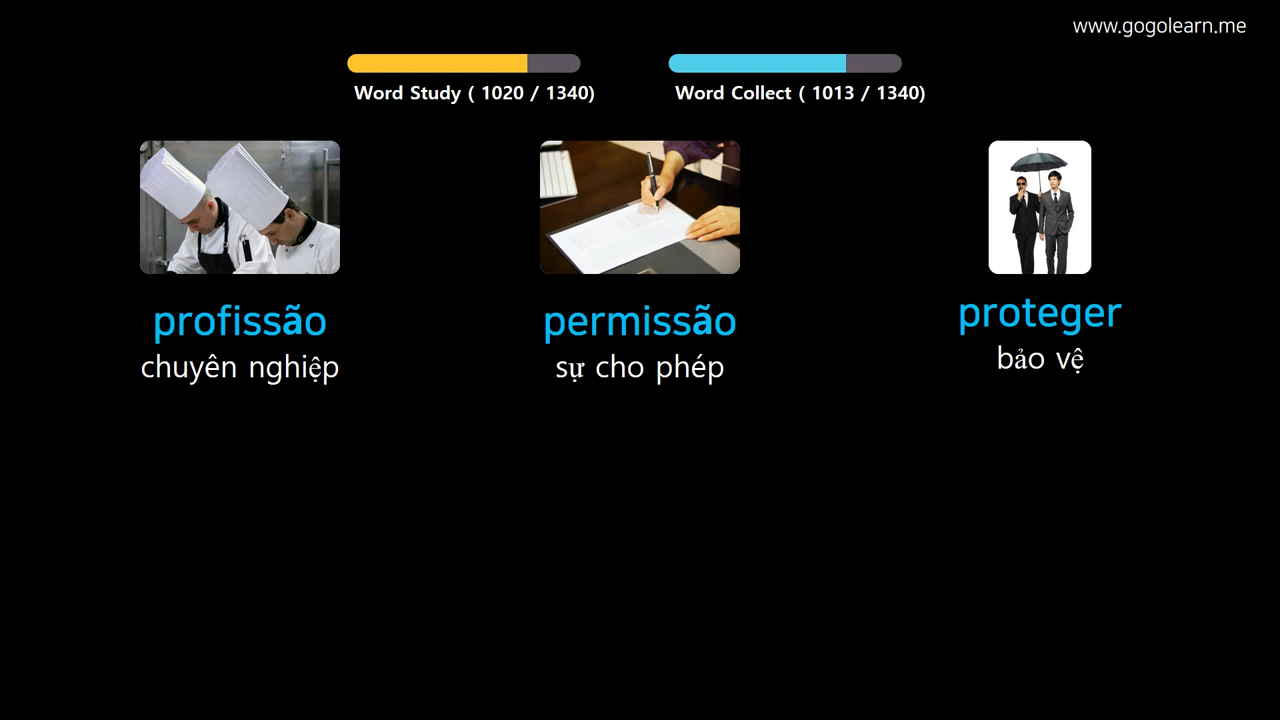 www.gogolearn.me
Word Study ( 1020 / 1340)
Word Collect ( 1013 / 1340)
profissão
chuyên nghiệp
permissão
sự cho phép
proteger
bảo vệ